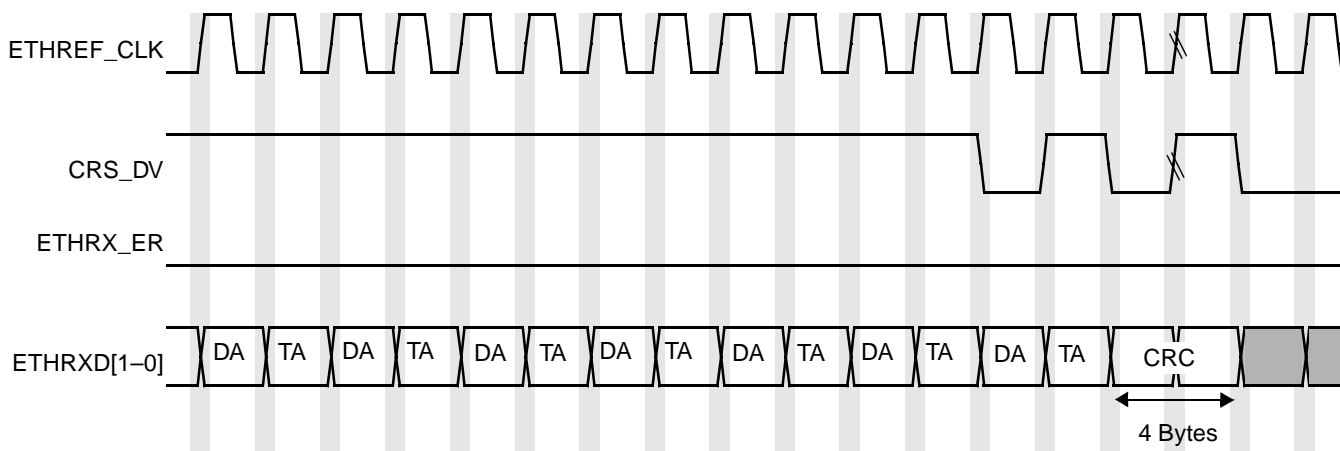 ETHREF_CLK
CRS_DV
ETHRX_ER
ETHRXD[1–0] DA TA DA TA DA TA DA TA DA TA DA TA DA TA CRC
4 Bytes